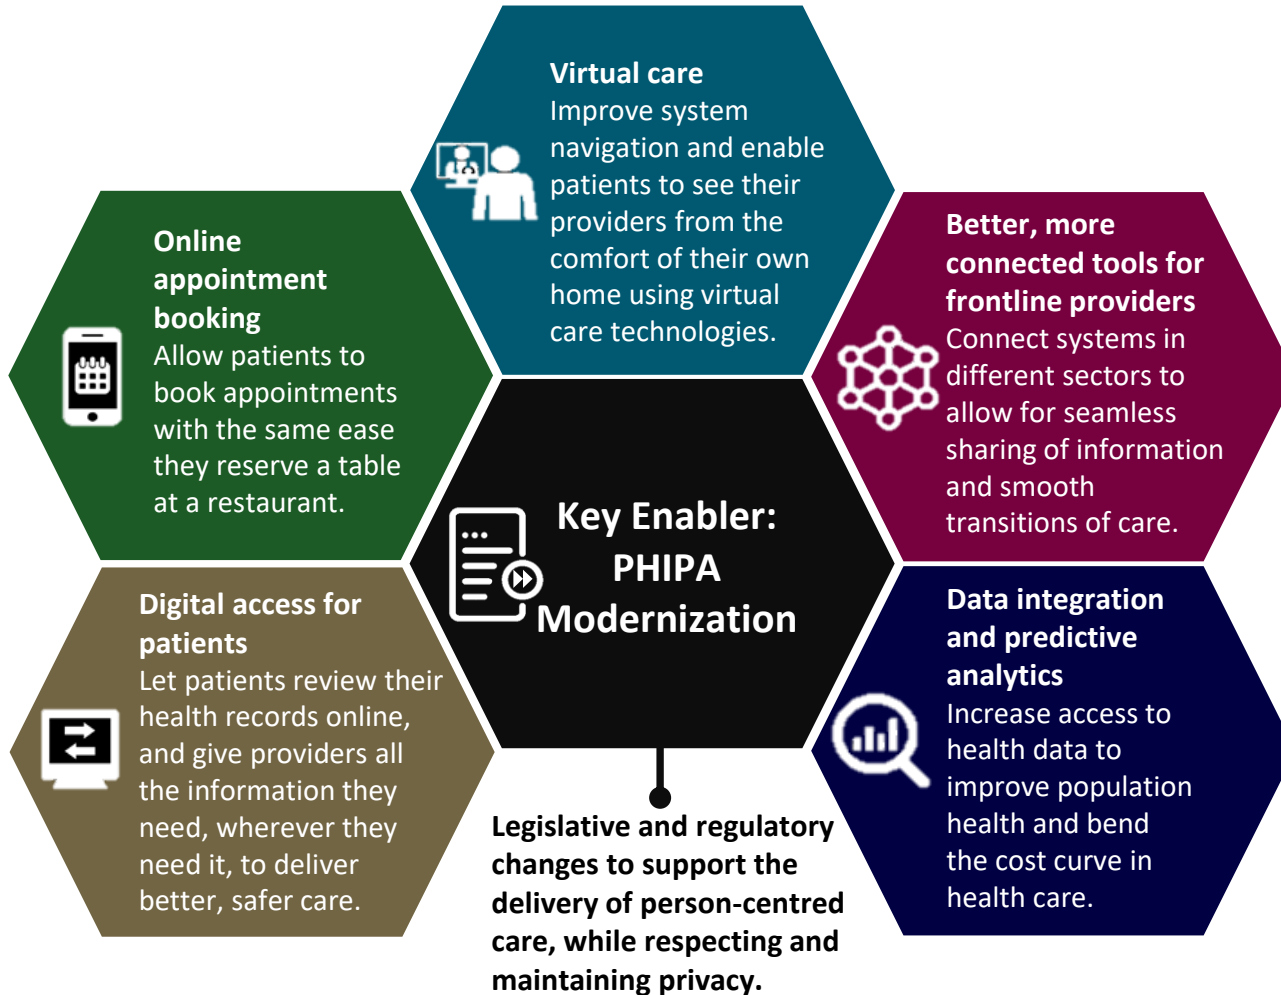 Virtual care
Improve system
navigation and enable
patients to see their
providers from the
comfort of their own
home using virtual
care technologies.
Online
appointment
booking
Allow patients to
book appointments
with the same ease
they reserve a table
at a restaurant.
Better, more
connected tools for
frontline providers
Connect systems in
different sectors to
allow for seamless
sharing of information
and smooth
transitions of care.
Key Enabler:
PHIPA
Modernization
Digital access for
patients
Let patients review their
health records online,
and give providers all
the information they
need, wherever they
need it, to deliver
better, safer care.
Data integration
and predictive
analytics
Increase access to
health data to
improve population
health and bend
the cost curve in
health care.
Legislative and regulatory
changes to support the
delivery of person-centred
care, while respecting and
maintaining privacy.